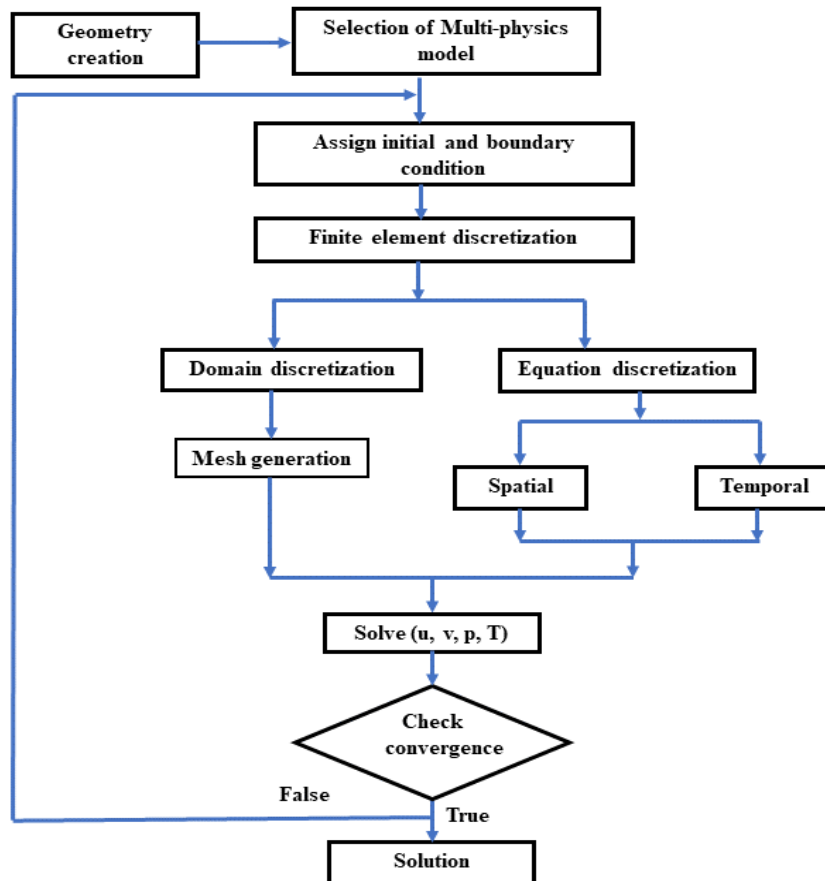 Geometry
creation
Selection of Multi-physics
model
Assign initial and boundary
condition
Finite element discretization
Domain discretization
Equation discretization
Mesh generation
Spatial
Temporal
Solve (u, v, p, T)
Check
convergence
False
True
Solution